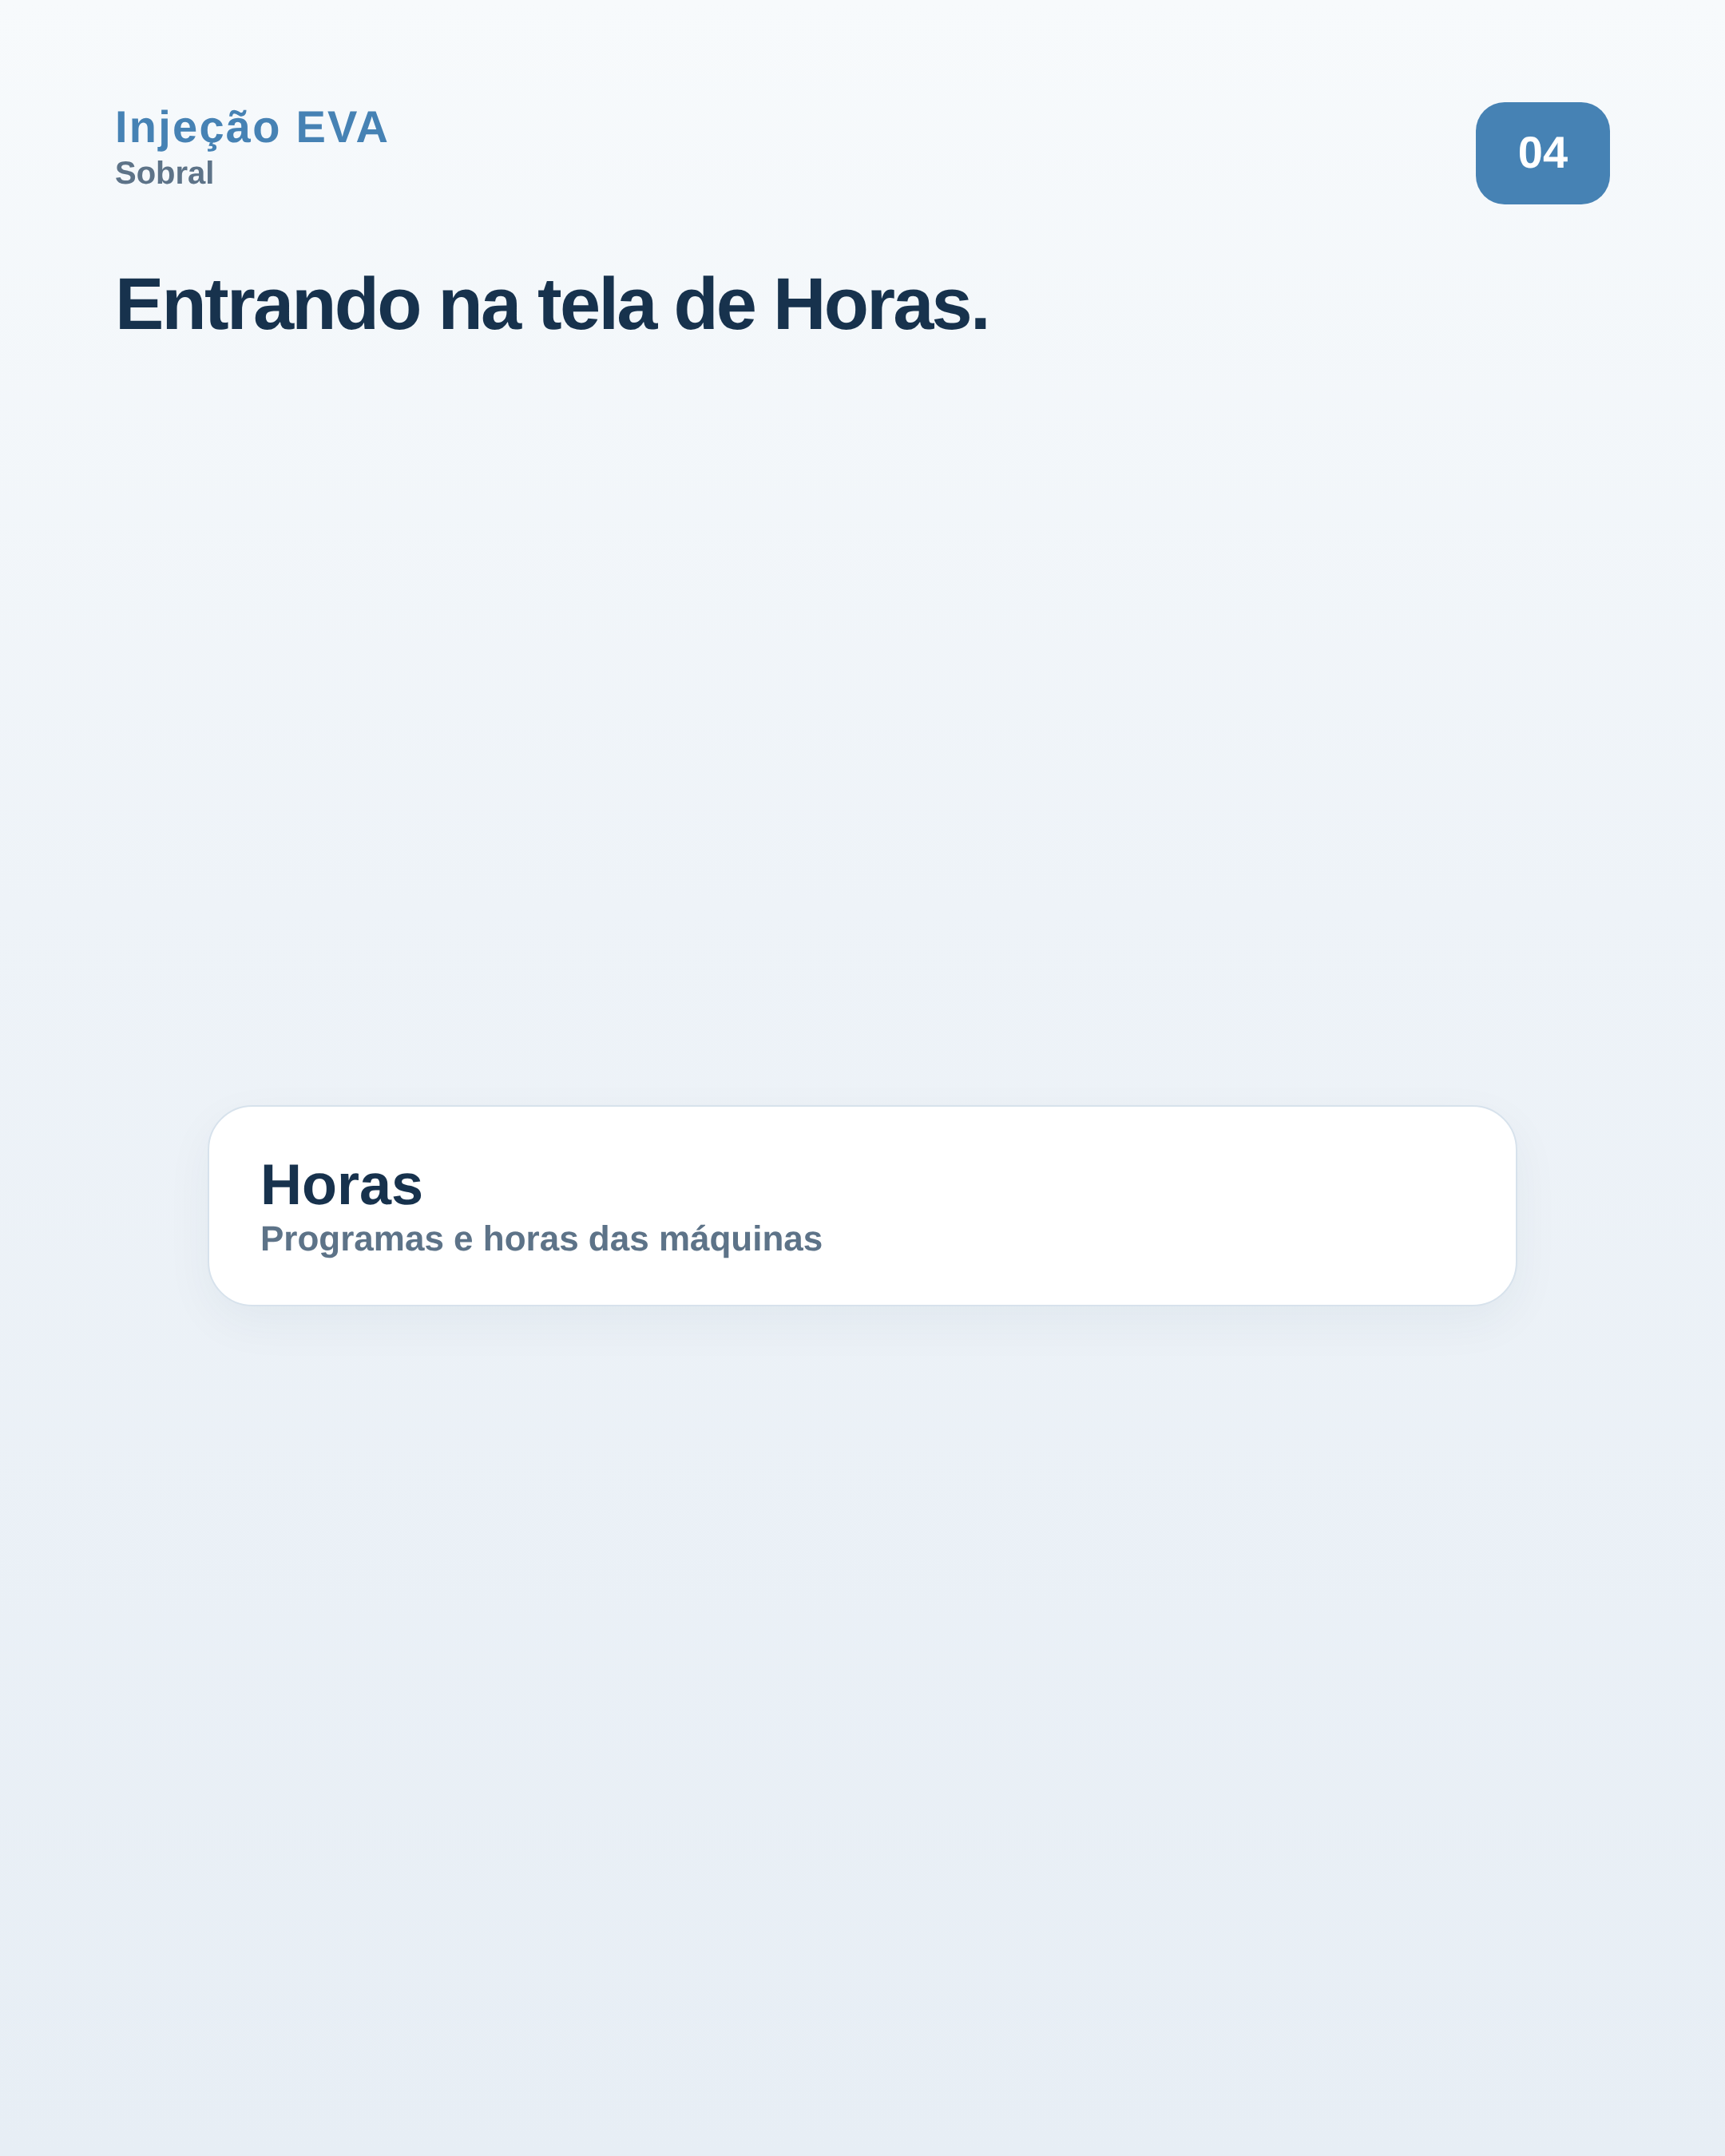 Injeção EVA
Sobral
04
Entrando na tela de Horas.
Horas
Programas e horas das máquinas